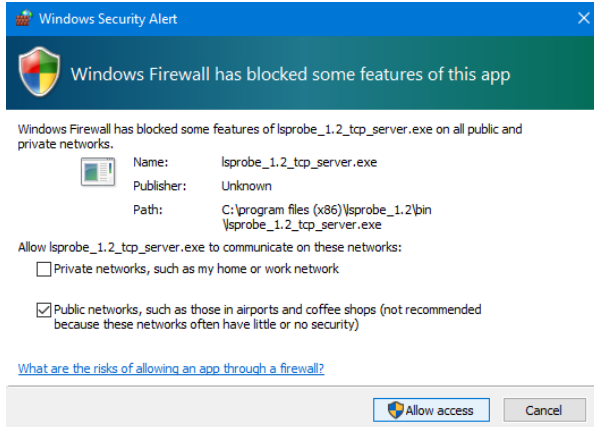 Windows Security Alert
Windows Firewall has blocked some features of this app
Windows Firewall has blocked some features of lsprobe_1.2_tcp_server.exe on all public and
private networks.
Name: lsprobe_1.2_tcp_server.exe
Publisher: Unknown
Path: C:\program files (x86)\lsprobe_1.2\bin
\lsprobe_1.2_tcp_server.exe
Allow lsprobe_1.2_tcp_server.exe to communicate on these networks:
Private networks, such as my home or work network
Public networks, such as those in airports and coffee shops (not recommended
because these networks often have little or no security)
What are the risks of allowing an app through a firewall?
Allow access Cancel